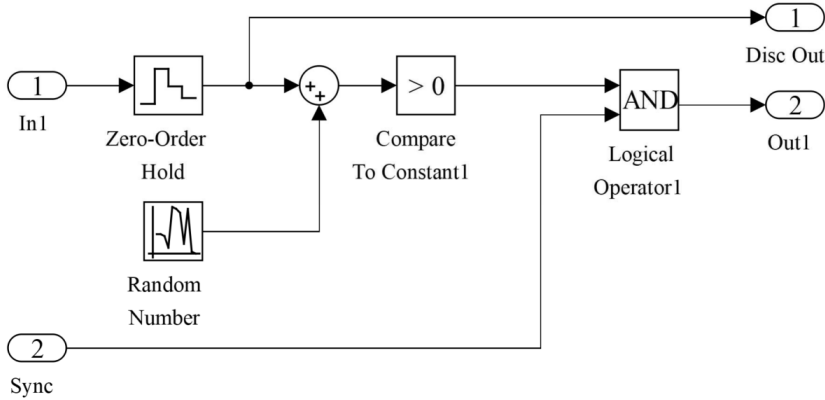 1
Disc Out
1
In1
Zero-Order
Hold
+
+
> 0
Compare
To Constant1
AND
Logical
Operator1
2
Out1
Random
Number
2
Sync